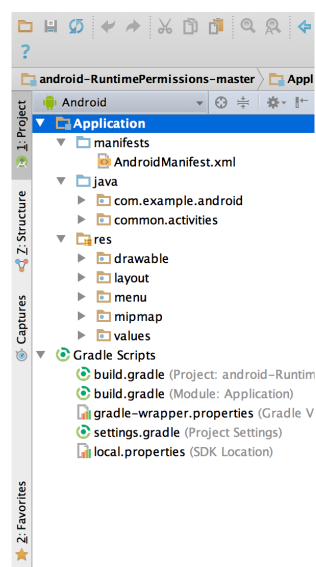 ?
android-RuntimePermissions-master
Appl
Android
1: Project
Application
manifests
AndroidManifest.xml
java
com.example.android
common.activities
res
drawable
layout
menu
mipmap
values
Gradle Scripts
build.gradle (Project: android-Runtim
build.gradle (Module: Application)
gradle-wrapper.properties (Gradle V
settings.gradle (Project Settings)
local.properties (SDK Location)
7: Structure
Captures
2: Favorites